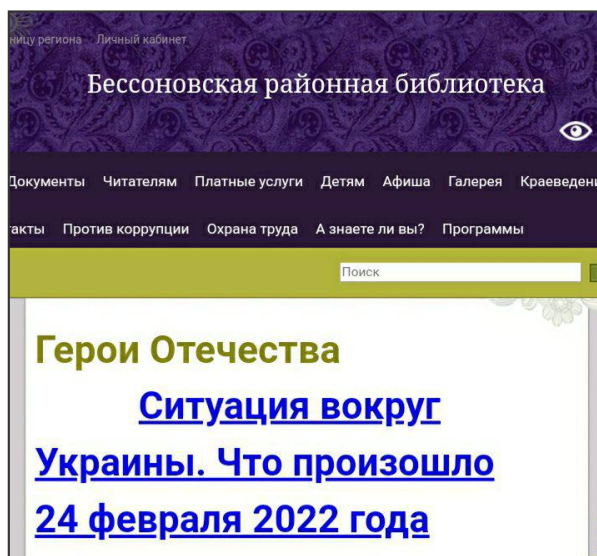 ницу региона Личный кабинет
Бессоновская районная библиотека
Документы Читателям Платные услуги Детям Афиша Галерея Краеведени
такты Против коррупции Охрана труда А знаете ли вы? Программы
Поиск
Герои Отечества
Ситуация вокруг
Украины. Что произошло
24 февраля 2022 года